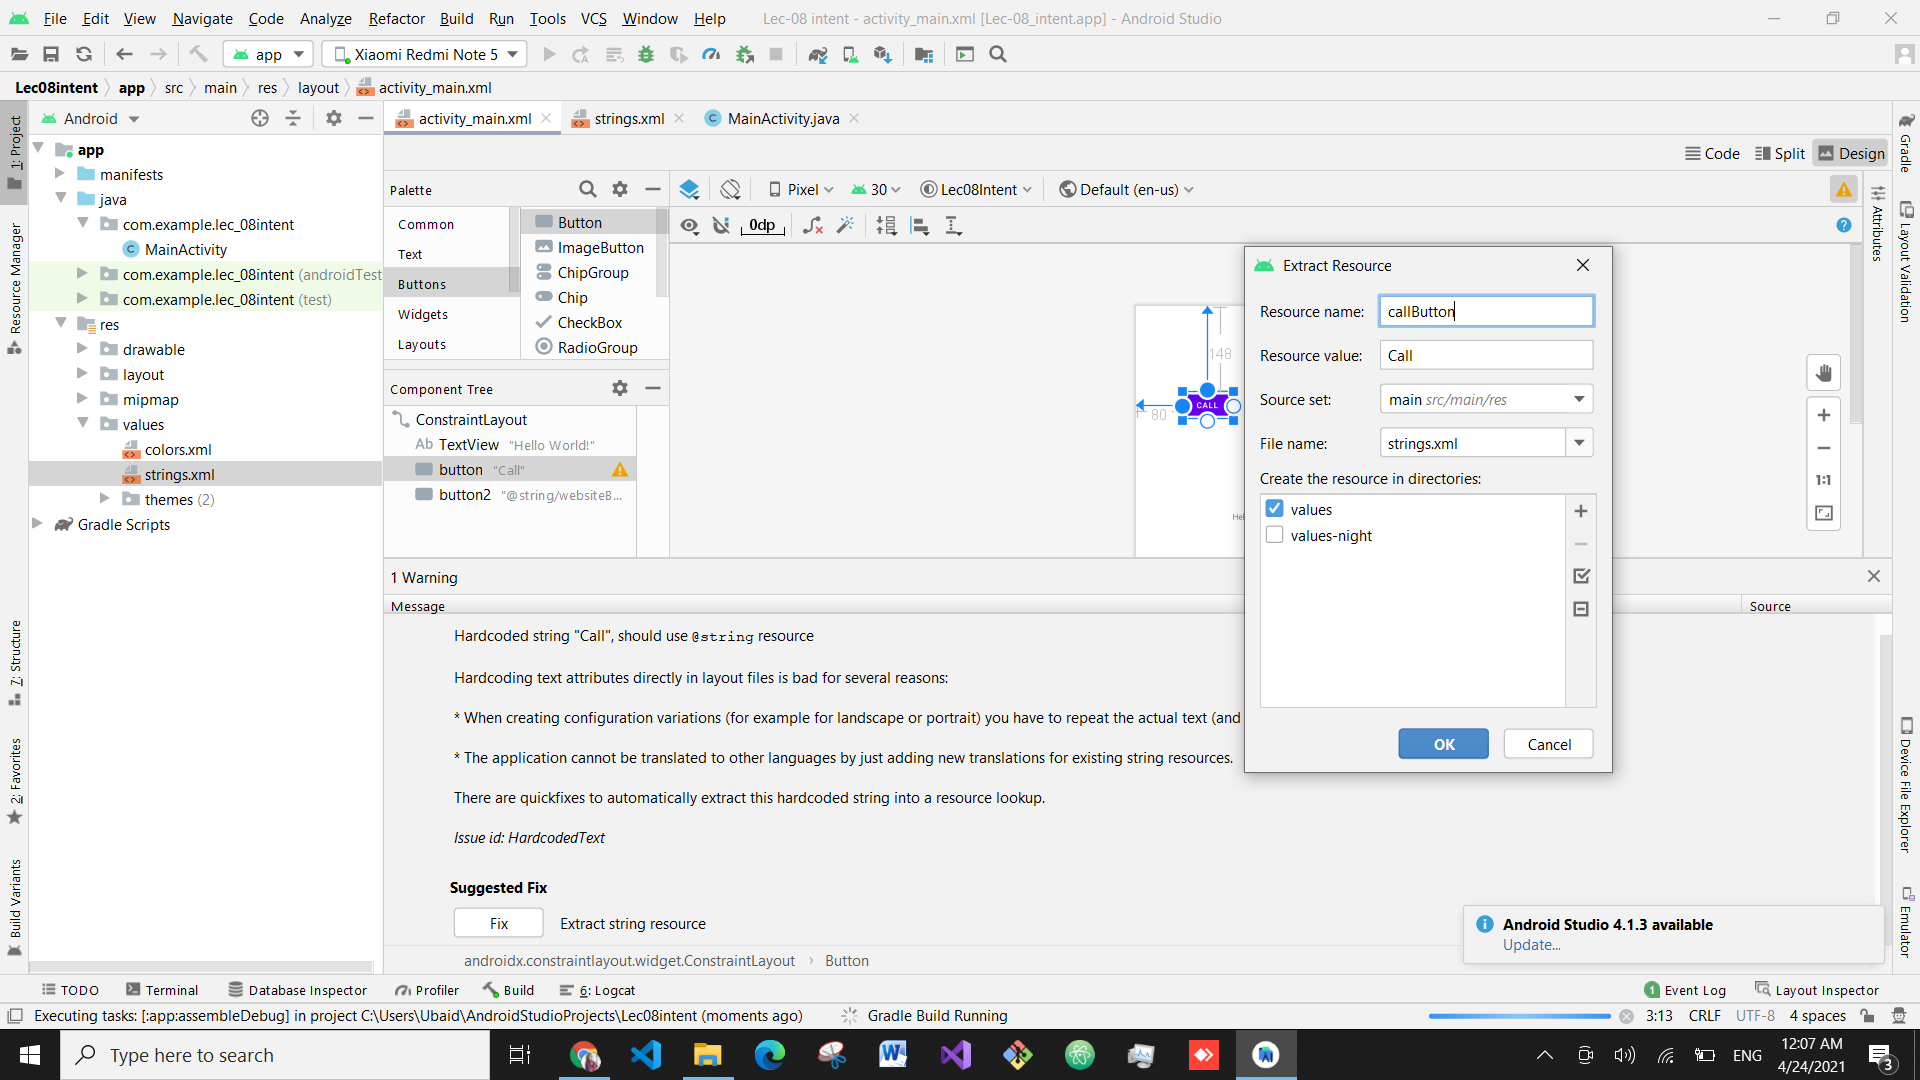 File Edit View Navigate Code Analyze Refactor Build Run Tools VCS Window Help Lec-08 intent - activity_main.xml [Lec-08_intent.app] - Android Studio
app Xiaomi Redmi Note 5
Lec08intent app src main res layout activity_main.xml
1: Project
Resource Manager
7: Structure
2: Favorites
Build Variants
Android
app
manifests
java
com.example.lec_08intent
MainActivity
com.example.lec_08intent (androidTest
com.example.lec_08intent (test)
res
drawable
layout
mipmap
values
colors.xml
strings.xml
themes (2)
Gradle Scripts
activity_main.xml strings.xml MainActivity.java
Code Split Design
Palette
Common
Text
Buttons
Widgets
Layouts
Button
ImageButton
ChipGroup
Chip
CheckBox
RadioGroup
Pixel 30 Lec08Intent Default (en-us)
0dp
Component Tree
ConstraintLayout
Ab TextView "Hello World!"
button "Call"
button2 "@string/websiteB...
148
80
CALL
1:1
Extract Resource
Resource name: callButton
Resource value: Call
Source set: main src/main/res
File name: strings.xml
Create the resource in directories:
values
values-night
OK Cancel
1 Warning
Message Source
Hardcoded string "Call", should use @string resource
Hardcoding text attributes directly in layout files is bad for several reasons:
* When creating configuration variations (for example for landscape or portrait) you have to repeat the actual text (and
* The application cannot be translated to other languages by just adding new translations for existing string resources.
There are quickfixes to automatically extract this hardcoded string into a resource lookup.
Issue id: HardcodedText
Suggested Fix
Fix Extract string resource
androidx.constraintlayout.widget.ConstraintLayout Button
Android Studio 4.1.3 available
Update...
Gradle
Attributes
Layout Validation
Device File Explorer
Emulator
TODO Terminal Database Inspector Profiler Build 6: Logcat 1 Event Log Layout Inspector
Executing tasks: [:app:assembleDebug] in project C:\Users\Ubaid\AndroidStudioProjects\Lec08intent (moments ago) Gradle Build Running 3:13 CRLF UTF-8 4 spaces
Type here to search
ENG
12:07 AM
4/24/2021
3